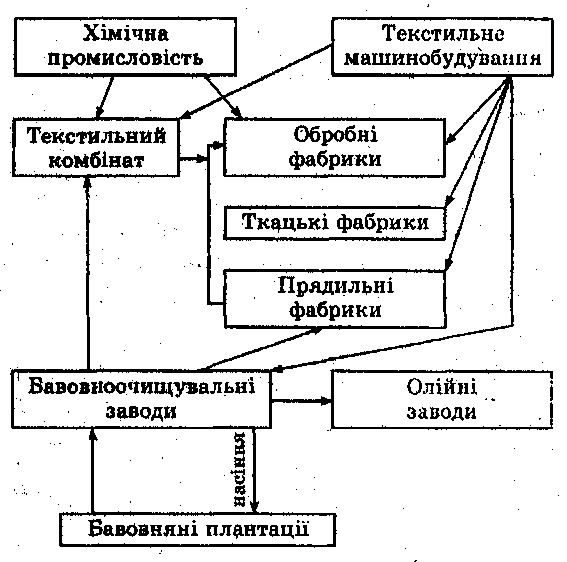 Хімічна
промисловість
Текстильне
машинобудування
Текстильний
комбінат
Обробні
фабрики
Ткацькі фабрики
Прядильні
фабрики
Бавовноочищувальні
заводи
Олійні
заводи
насіння
Бавовняні плантації